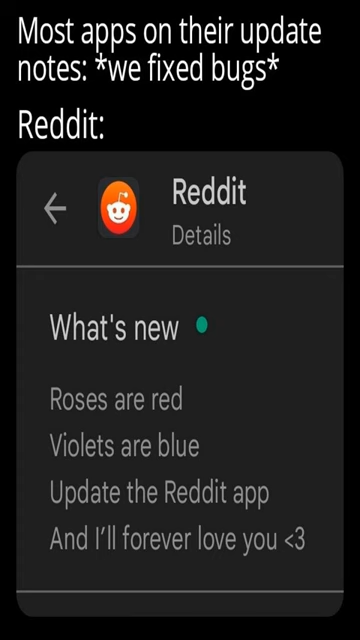 Most apps on their update
notes: *we fixed bugs*
Reddit:
Reddit
Details
What's new
Roses are red
Violets are blue
Update the Reddit app
And I’ll forever love you <3